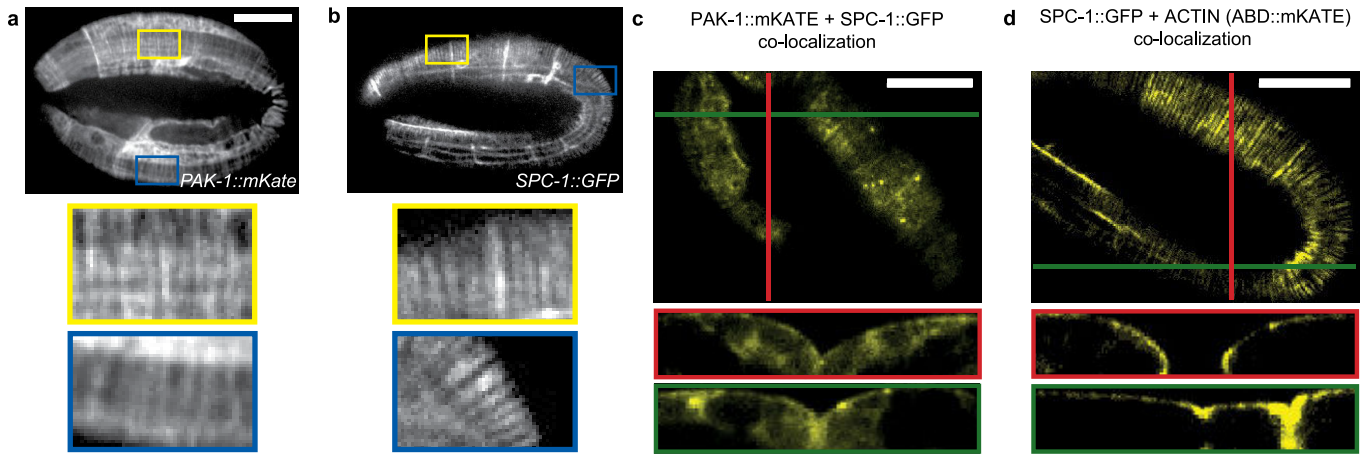 a
b
c
d
PAK-1::mKATE + SPC-1::GFP
co-localization
SPC-1::GFP + ACTIN (ABD::mKATE)
co-localization
PAK-1::mKate
SPC-1::GFP